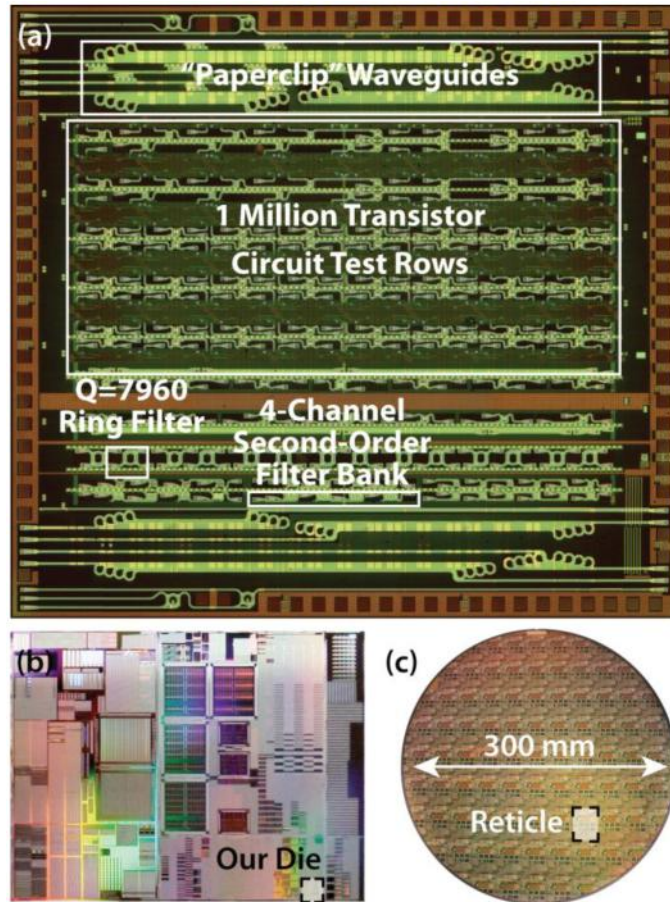 (a)
“Paperclip” Waveguides
1 Million Transistor
Circuit Test Rows
Q=7960
Ring Filter
4-Channel
Second-Order
Filter Bank
(b)
Our Die
(c)
300 mm
Reticle